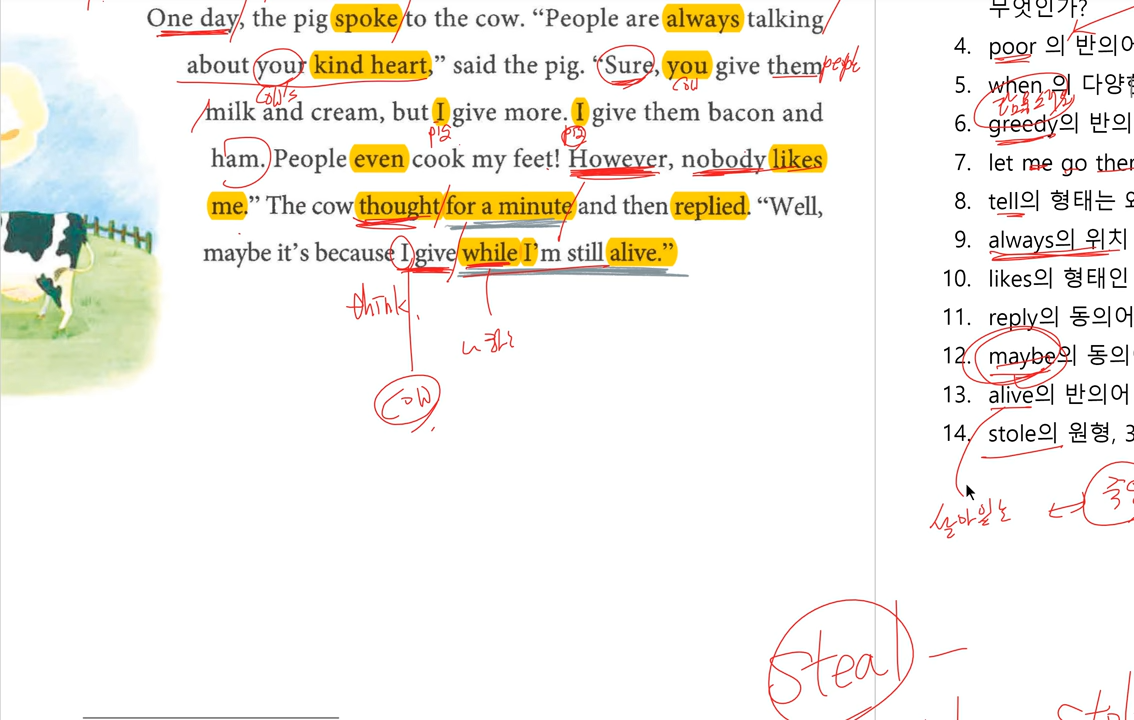 One day, the pig spoke to the cow. “People are always talking
about your kind heart,” said the pig. “Sure, you give them people
cow's cow
milk and cream, but I give more. I give them bacon and
pig pig
ham. People even cook my feet! However, nobody likes
me.” The cow thought for a minute and then replied. “Well,
maybe it’s because I give while I’m still alive.”
think.
cow
무엇인가?
4. poor 의 반의어
5. when 의 다양
6. greedy의 반의
7. let me go
8. tell의 형태는
9. always의 위치
10. likes의 형태인
11. reply의 동의어
12. maybe의 동의
13. alive의 반의어
14. stole의 원형, 3
살아있는
steal